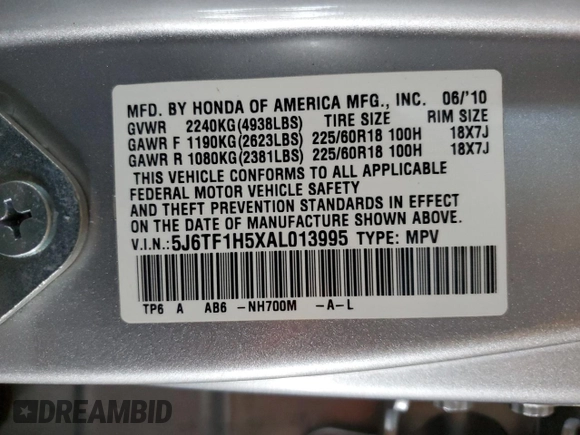 MFD. BY HONDA OF AMERICA MFG., INC. 06/'10
GVWR 2240KG(4938LBS) TIRE SIZE RIM SIZE
GAWR F 1190KG(2623LBS) 225/60R18 100H 18X7J
GAWR R 1080KG(2381LBS) 225/60R18 100H 18X7J
THIS VEHICLE CONFORMS TO ALL APPLICABLE
FEDERAL MOTOR VEHICLE SAFETY
AND THEFT PREVENTION STANDARDS IN EFFECT
ON THE DATE OF MANUFACTURE SHOWN ABOVE.
V.I.N.:5J6TF1H5XAL013995 TYPE: MPV
TP6 A AB6 -NH700M -A-L
DREAMBID